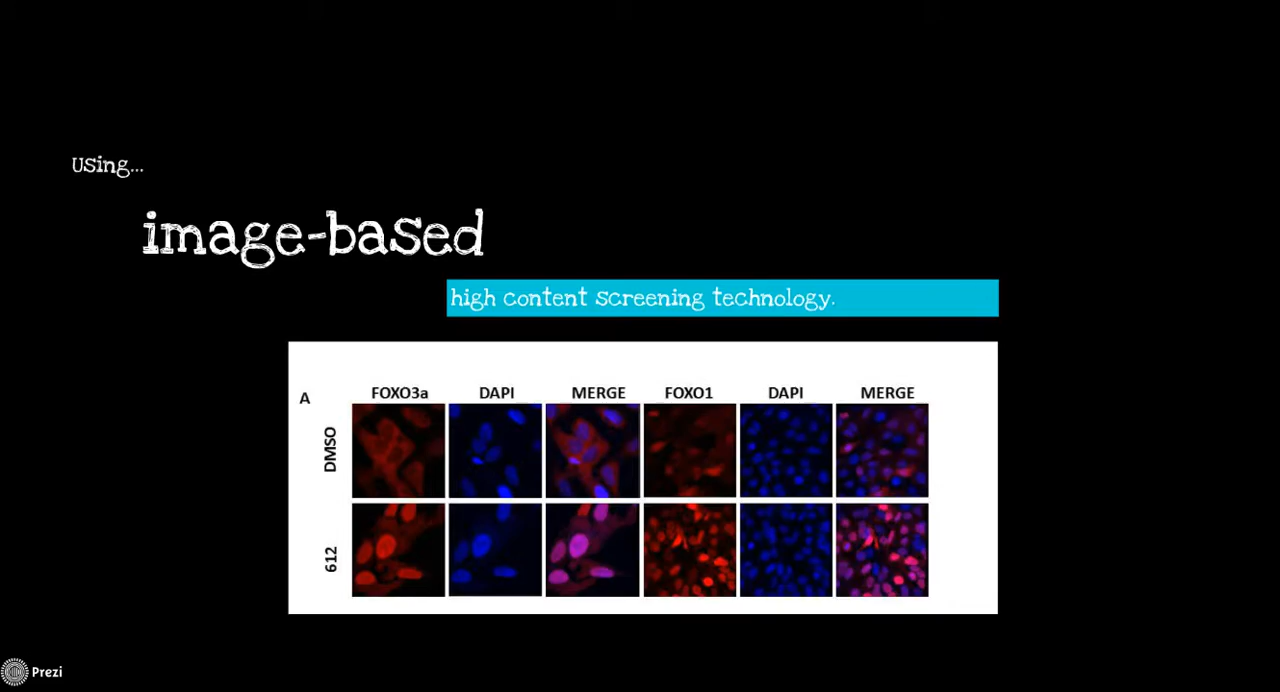 Using...
image-based
high content screening technology.
A FOXO3a DAPI MERGE FOXO1 DAPI MERGE
DMSO
612
Prezi